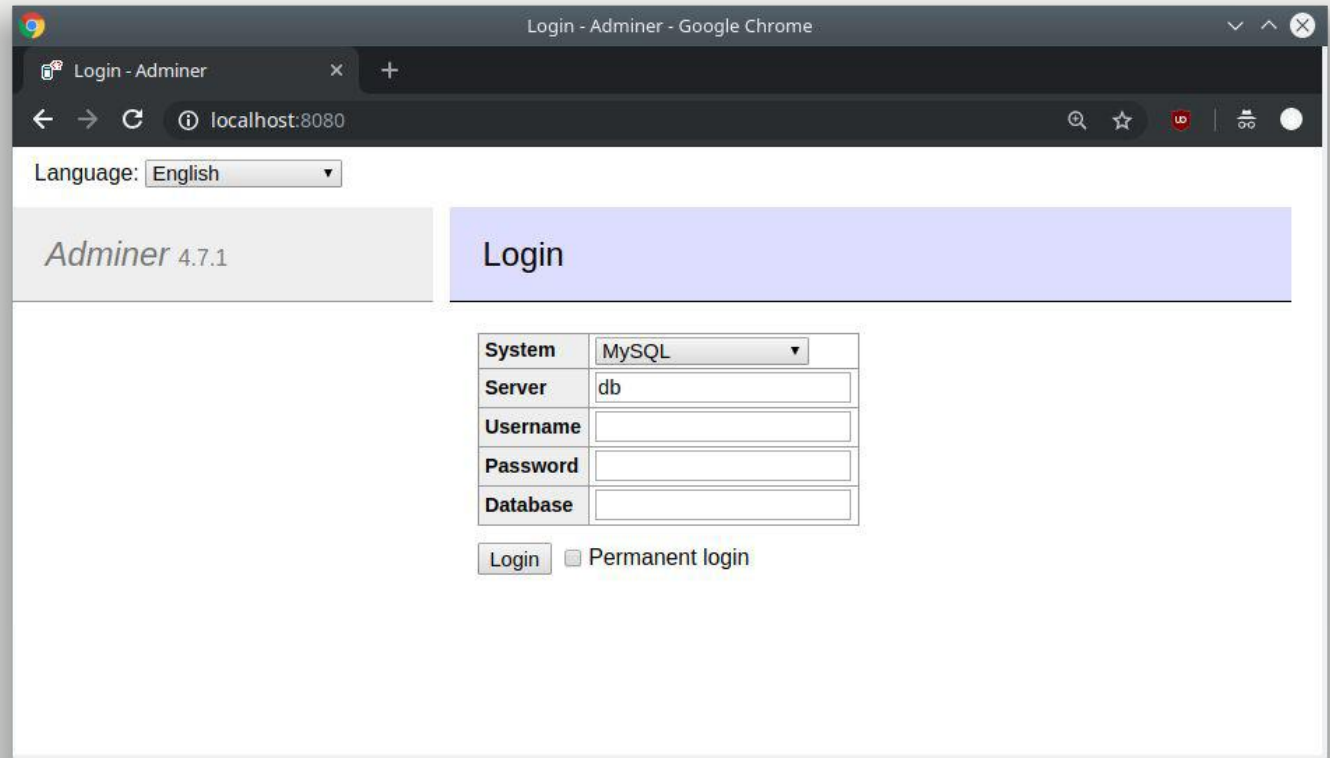 Login - Adminer - Google Chrome
Login - Adminer
localhost:8080
Language: English
Adminer 4.7.1
Login
System MySQL
Server db
Username
Password
Database
Login Permanent login